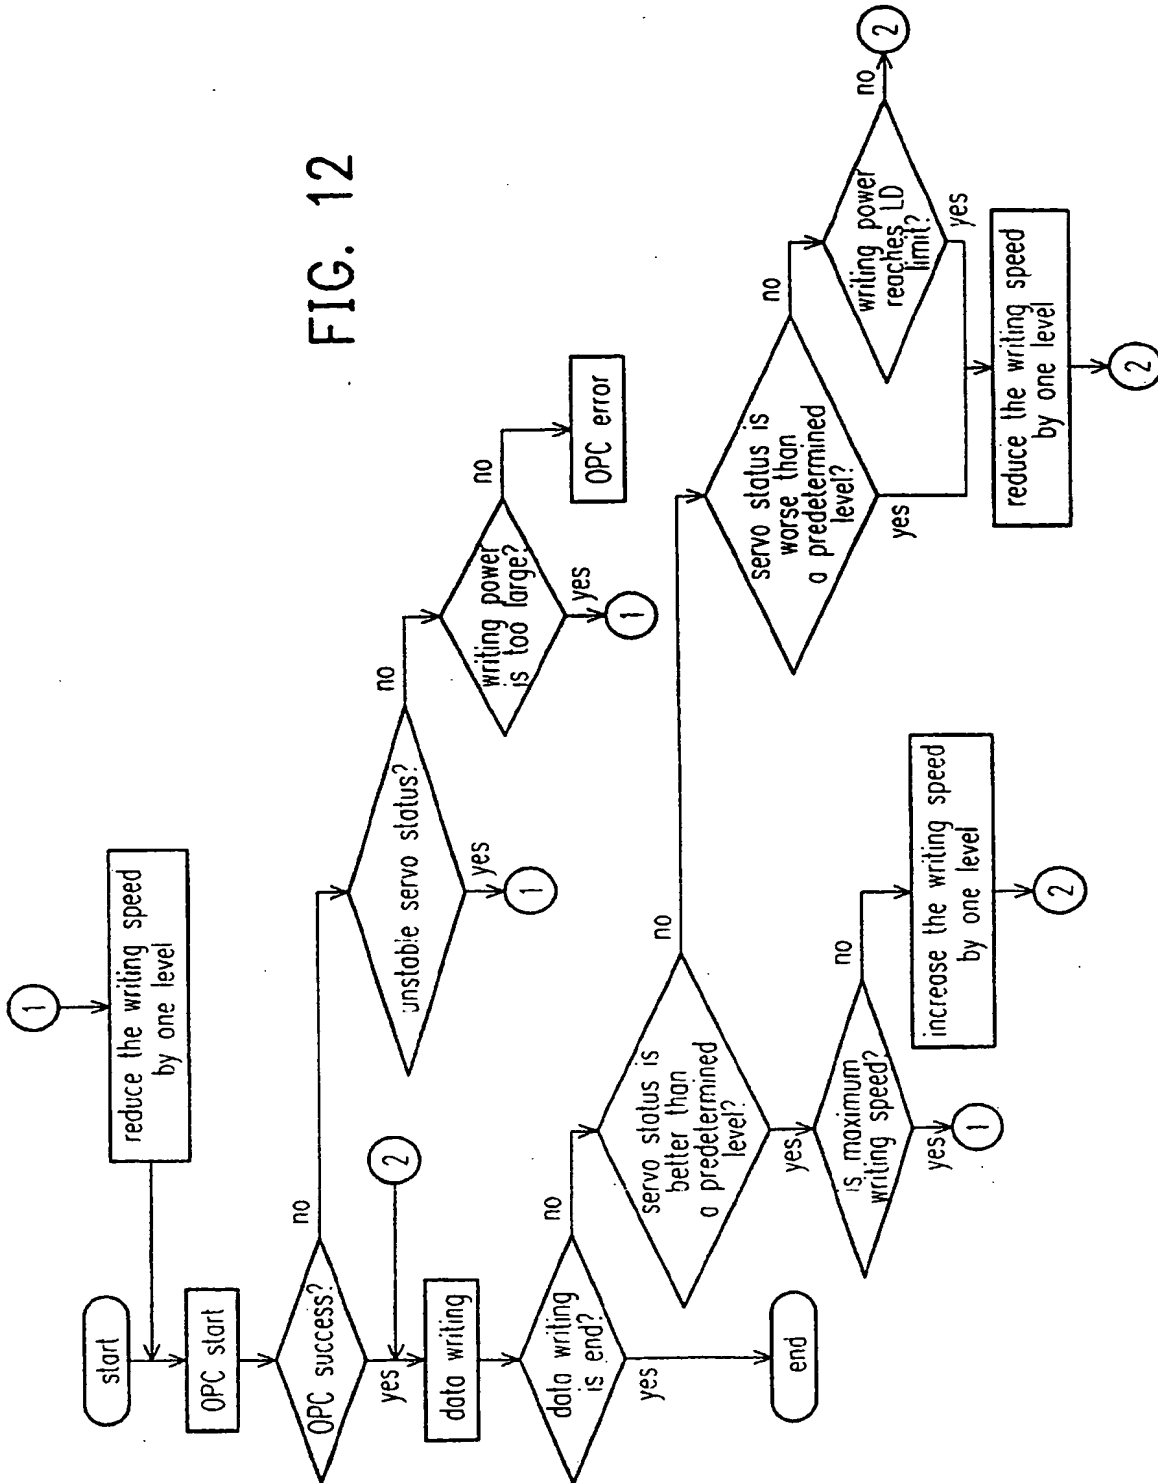 FIG. 12
start
1
reduce the writing speed
by one level
OPC start
OPC success?
no
yes
unstable servo status?
no
yes
1
writing power
is too large?
no
yes
1
OPC error
2
data writing
data writing
is end?
no
yes
end
servo status is
better than
a predetermined
level?
no
yes
is maximum
writing speed?
no
yes
1
increase the writing speed
by one level
2
servo status is
worse than
a predetermined
level?
no
yes
writing power
reaches LD
limit?
no
2
yes
reduce the writing speed
by one level
2